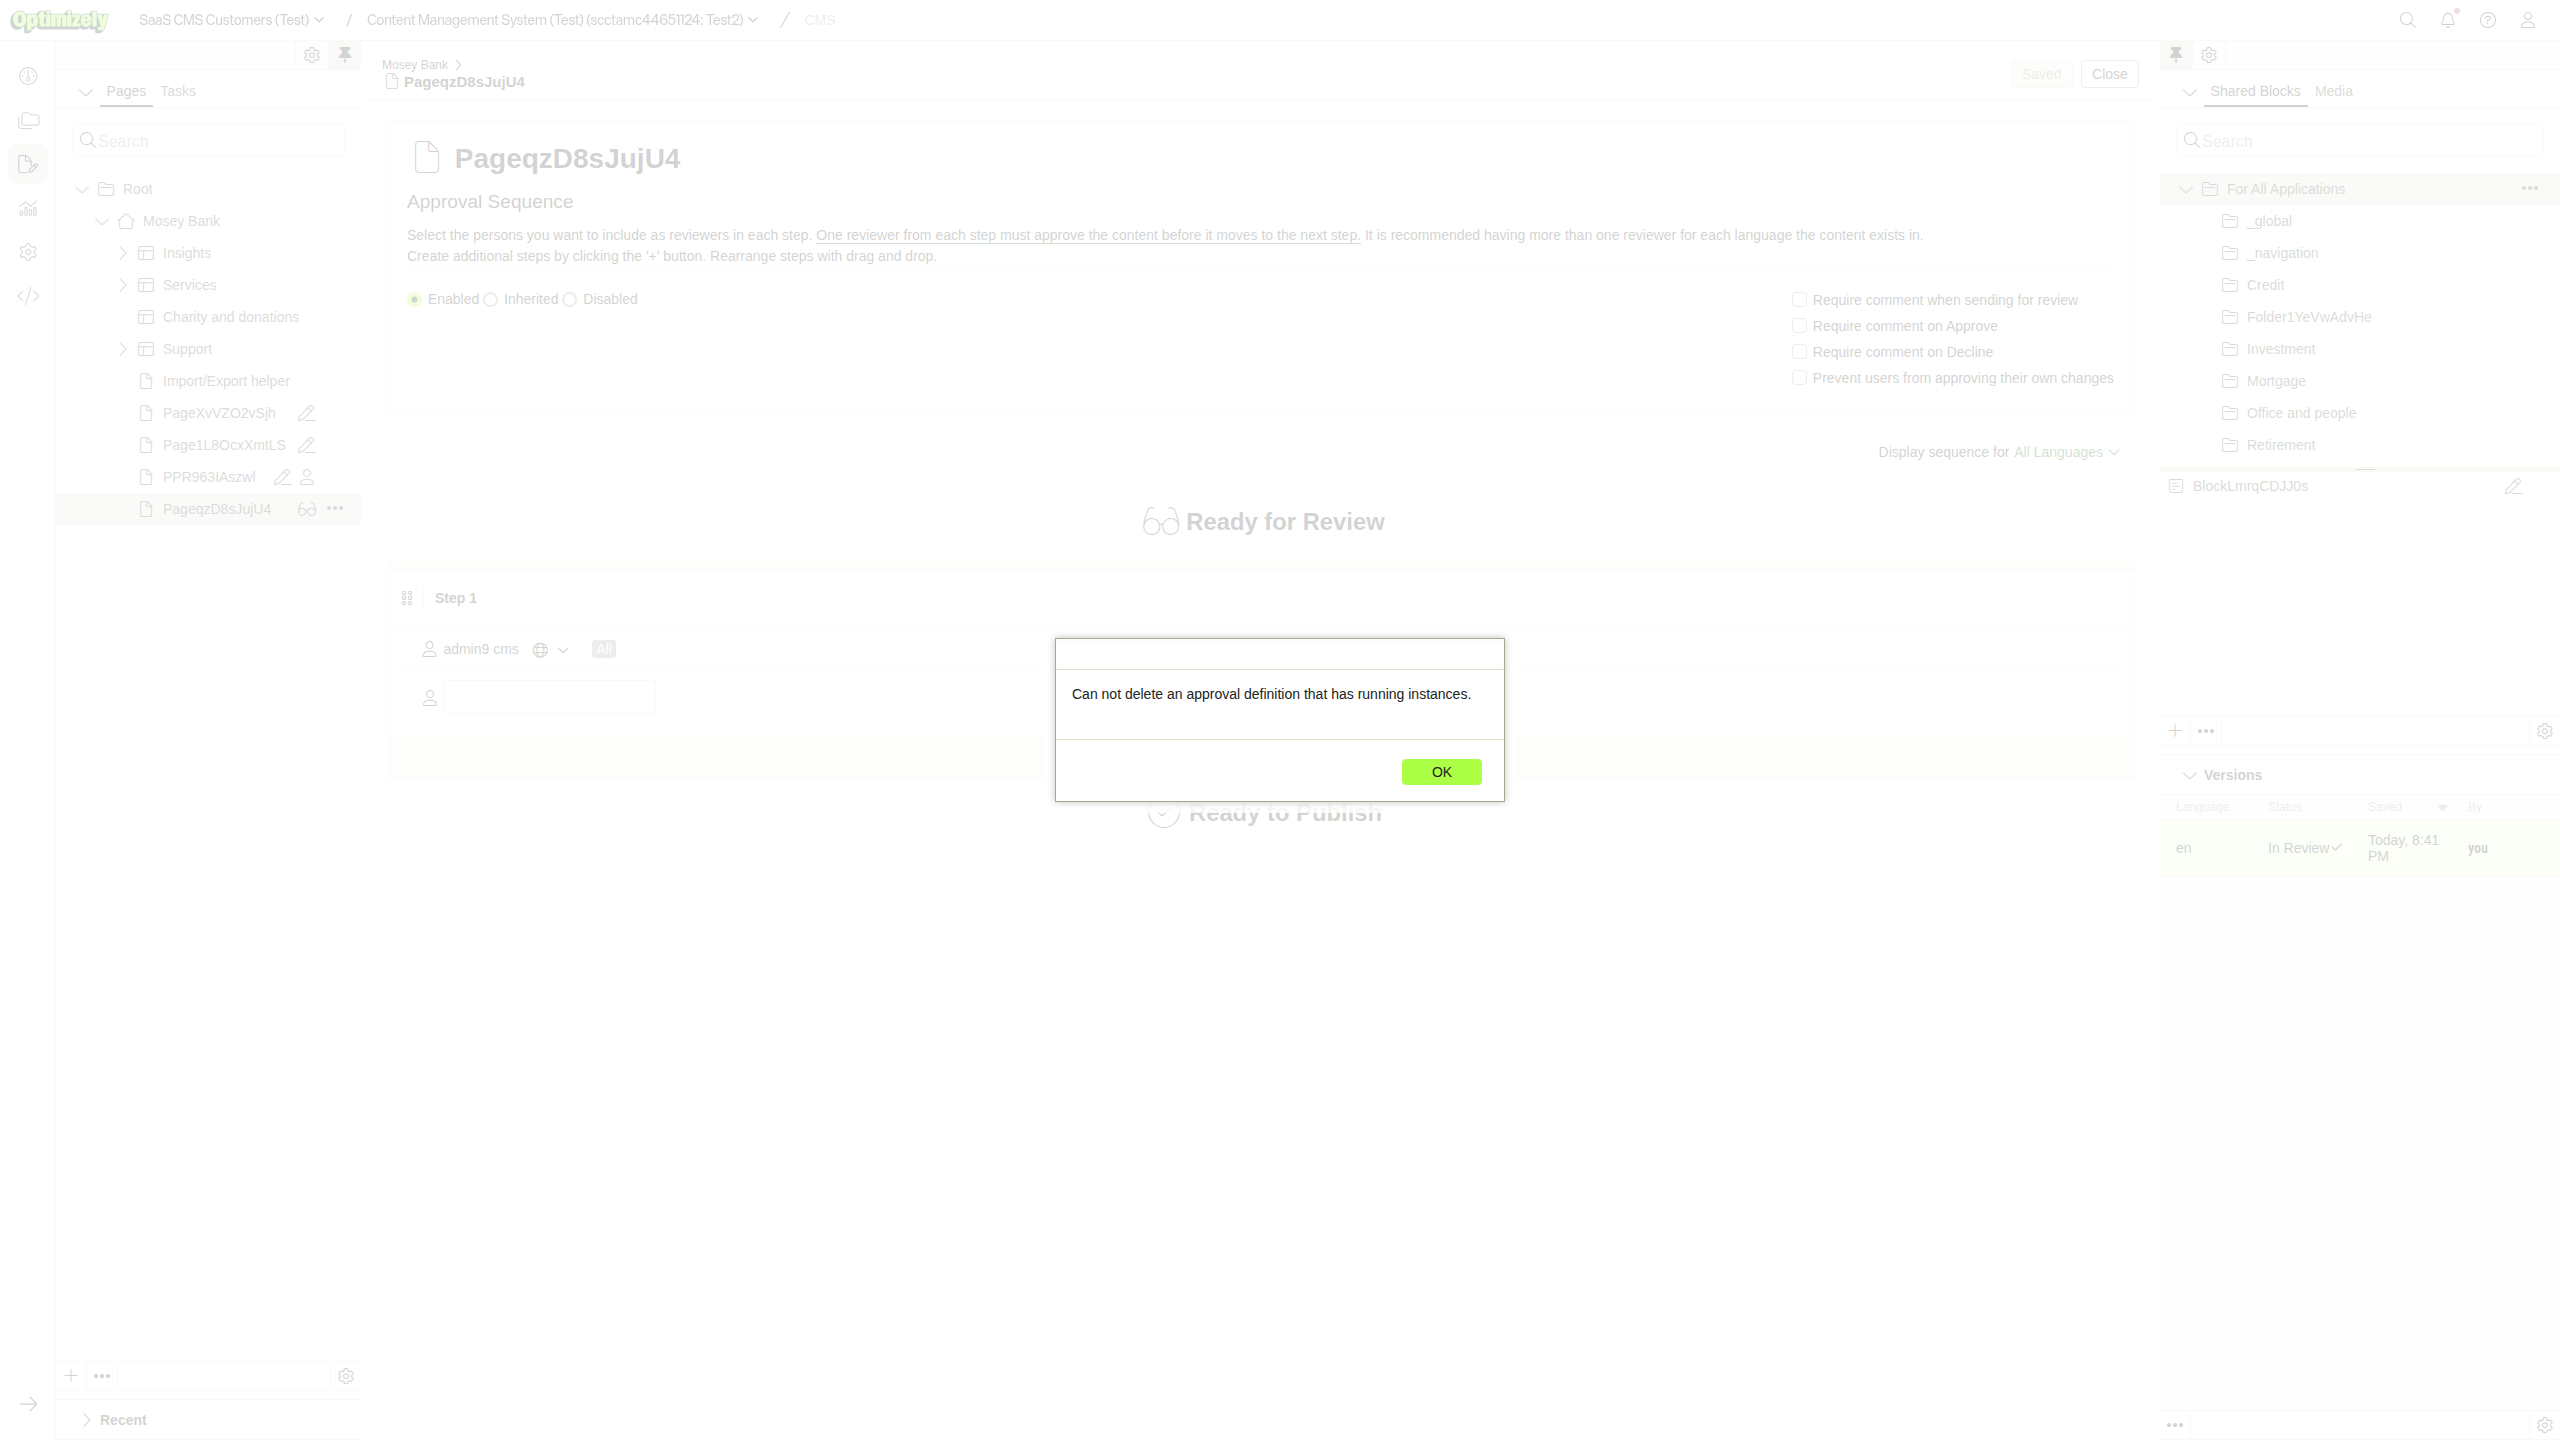 Optimizely
SaaS CMS Customers (Test) / Content Management System (Test) (scctamc44651124: Test2) / CMS
Pages Tasks
Search
Root
Mosey Bank
Insights
Services
Charity and donations
Support
Import/Export helper
PageXvVZO2vSjh
Page1L8OcxXmtLS
PPR963IAszwl
PageqzD8sJujU4
Recent
Mosey Bank
PageqzD8sJujU4
Saved Close
PageqzD8sJujU4
Approval Sequence
Select the persons you want to include as reviewers in each step. One reviewer from each step must approve the content before it moves to the next step. It is recommended having more than one reviewer for each language the content exists in.
Create additional steps by clicking the '+' button. Rearrange steps with drag and drop.
Enabled Inherited Disabled
Require comment when sending for review
Require comment on Approve
Require comment on Decline
Prevent users from approving their own changes
Display sequence for All Languages
Ready for Review
Step 1
admin9 cms All
Can not delete an approval definition that has running instances.
OK
Ready to Publish
Shared Blocks Media
Search
For All Applications
_global
_navigation
Credit
Folder1YeVwAdvHe
Investment
Mortgage
Office and people
Retirement
BlockLmrqCDJJ0s
Versions
Language Status Saved By
en In Review Today, 8:41 PM you